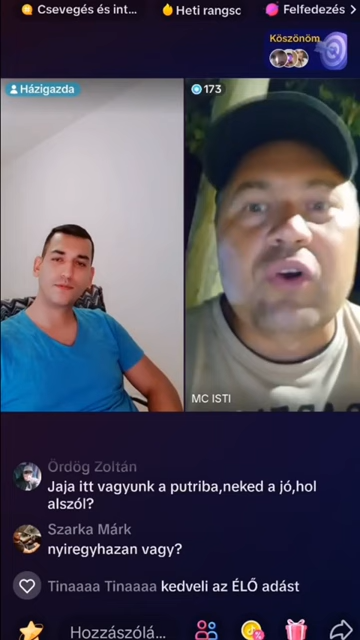 Csevegés és int...
Heti rangsc
Felfedezés
Köszönöm
Házigazda
173
MC ISTI
Ördög Zoltán
Jaja itt vagyunk a putriba,neked a jó,hol
alszól?
Szarka Márk
nyiregyhazan vagy?
Tinaaaa Tinaaaa kedveli az ÉLŐ adást
Hozzászólá...